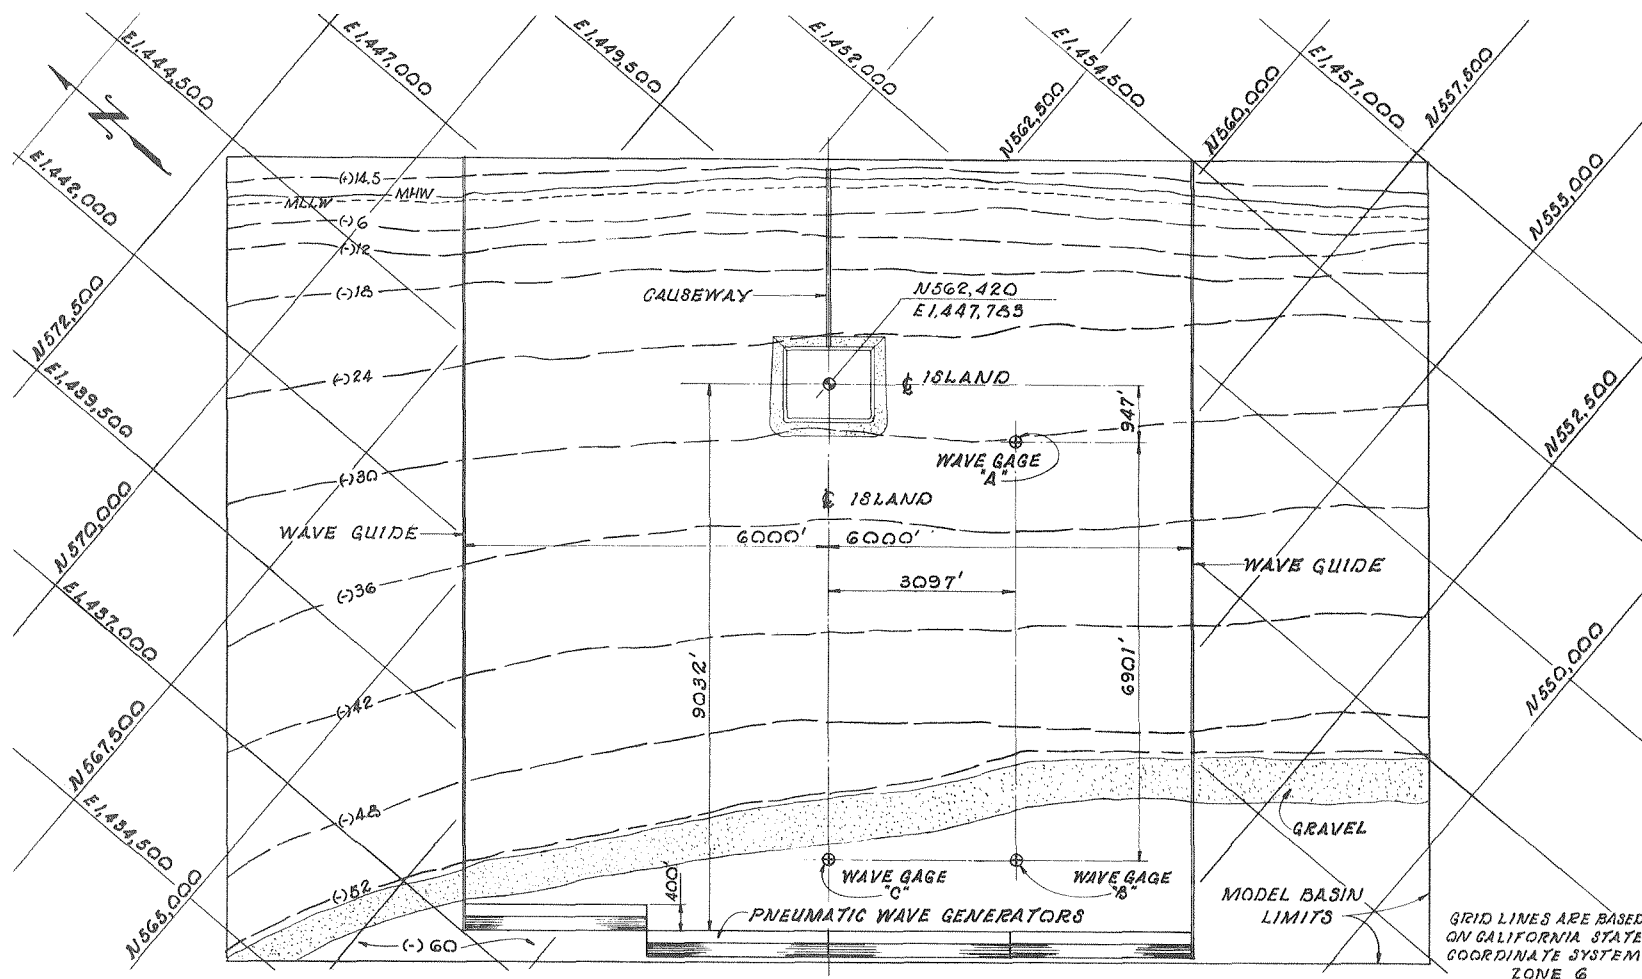 E1,444,500
E1,447,000
E1,449,500
E1,452,000
E1,454,500
E1,457,000
N562,500
N560,000
N557,500
N
E1,442,000
(+)14.5
MHW
MLLW
(-)6
(-)12
(-)18
N555,000
CAUSEWAY
N562,420
E1,447,785
N572,500
(-)24
℄ ISLAND
947'
E1,439,500
N552,500
WAVE GAGE
"A"
(-)30
℄ ISLAND
N570,000
WAVE GUIDE
6000'
6000'
WAVE GUIDE
3097'
(-)36
E1,437,000
9032'
6901'
N550,000
(-)42
N567,500
(-)48
E1,434,500
GRAVEL
(-)52
400'
WAVE GAGE
"C"
WAVE GAGE
"B"
MODEL BASIN
LIMITS
N565,000
PNEUMATIC WAVE GENERATORS
(-)60
GRID LINES ARE BASED
ON CALIFORNIA STATE
COORDINATE SYSTEM
ZONE 6